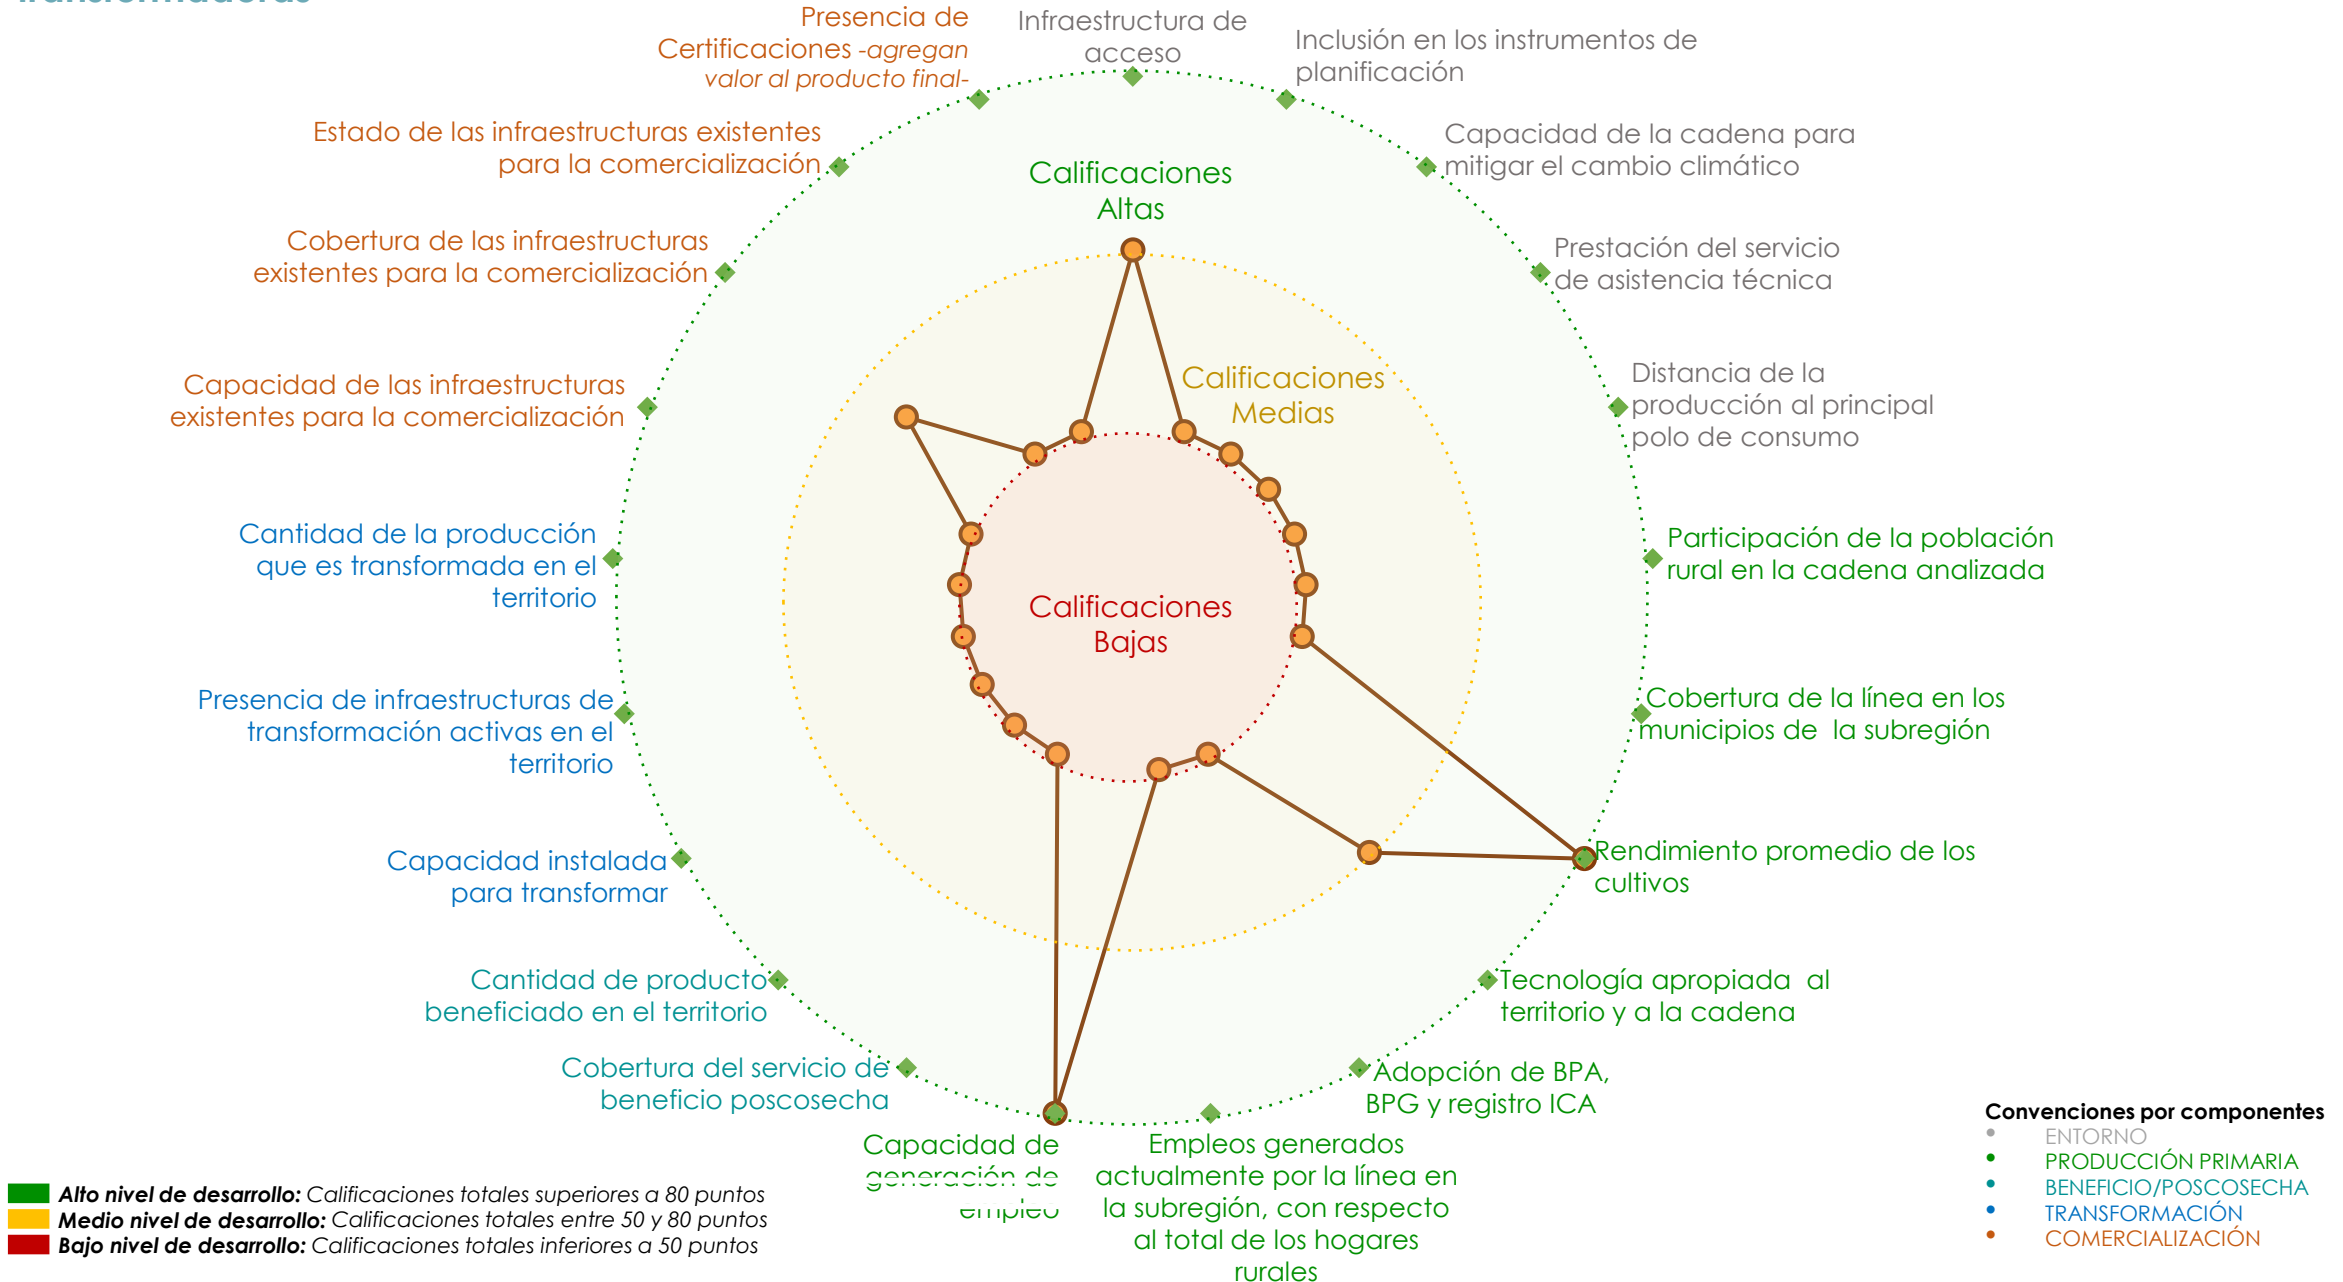 transformadoras
Presencia de
Certificaciones -agregan
valor al producto final-
Infraestructura de
acceso
Inclusión en los instrumentos de
planificación
Estado de las infraestructuras existentes
para la comercialización
Capacidad de la cadena para
mitigar el cambio climático
Calificaciones
Altas
Cobertura de las infraestructuras
existentes para la comercialización
Prestación del servicio
de asistencia técnica
Capacidad de las infraestructuras
existentes para la comercialización
Calificaciones
Medias
Distancia de la
producción al principal
polo de consumo
Cantidad de la producción
que es transformada en el
territorio
Participación de la población
rural en la cadena analizada
Calificaciones
Bajas
Presencia de infraestructuras de
transformación activas en el
territorio
Cobertura de la línea en los
municipios de  la subregión
Capacidad instalada
para transformar
Rendimiento promedio de los
cultivos
Cantidad de producto
beneficiado en el territorio
Tecnología apropiada  al
territorio y a la cadena
Cobertura del servicio de
beneficio poscosecha
Adopción de BPA,
BPG y registro ICA
Capacidad de
generación de
empleo
Empleos generados
actualmente por la línea en
la subregión, con respecto
al total de los hogares
rurales
Alto nivel de desarrollo: Calificaciones totales superiores a 80 puntos
Medio nivel de desarrollo: Calificaciones totales entre 50 y 80 puntos
Bajo nivel de desarrollo: Calificaciones totales inferiores a 50 puntos
Convenciones por componentes
• ENTORNO
• PRODUCCIÓN PRIMARIA
• BENEFICIO/POSCOSECHA
• TRANSFORMACIÓN
• COMERCIALIZACIÓN